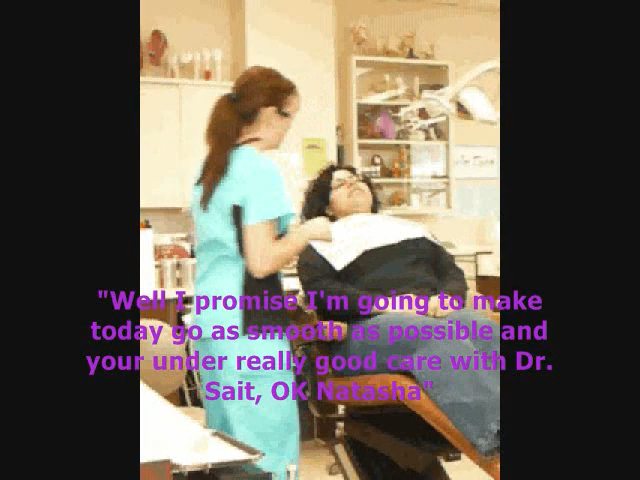 "Well I promise I'm going to make
today go as smooth as possible and
your under really good care with Dr.
Sait, OK Natasha"